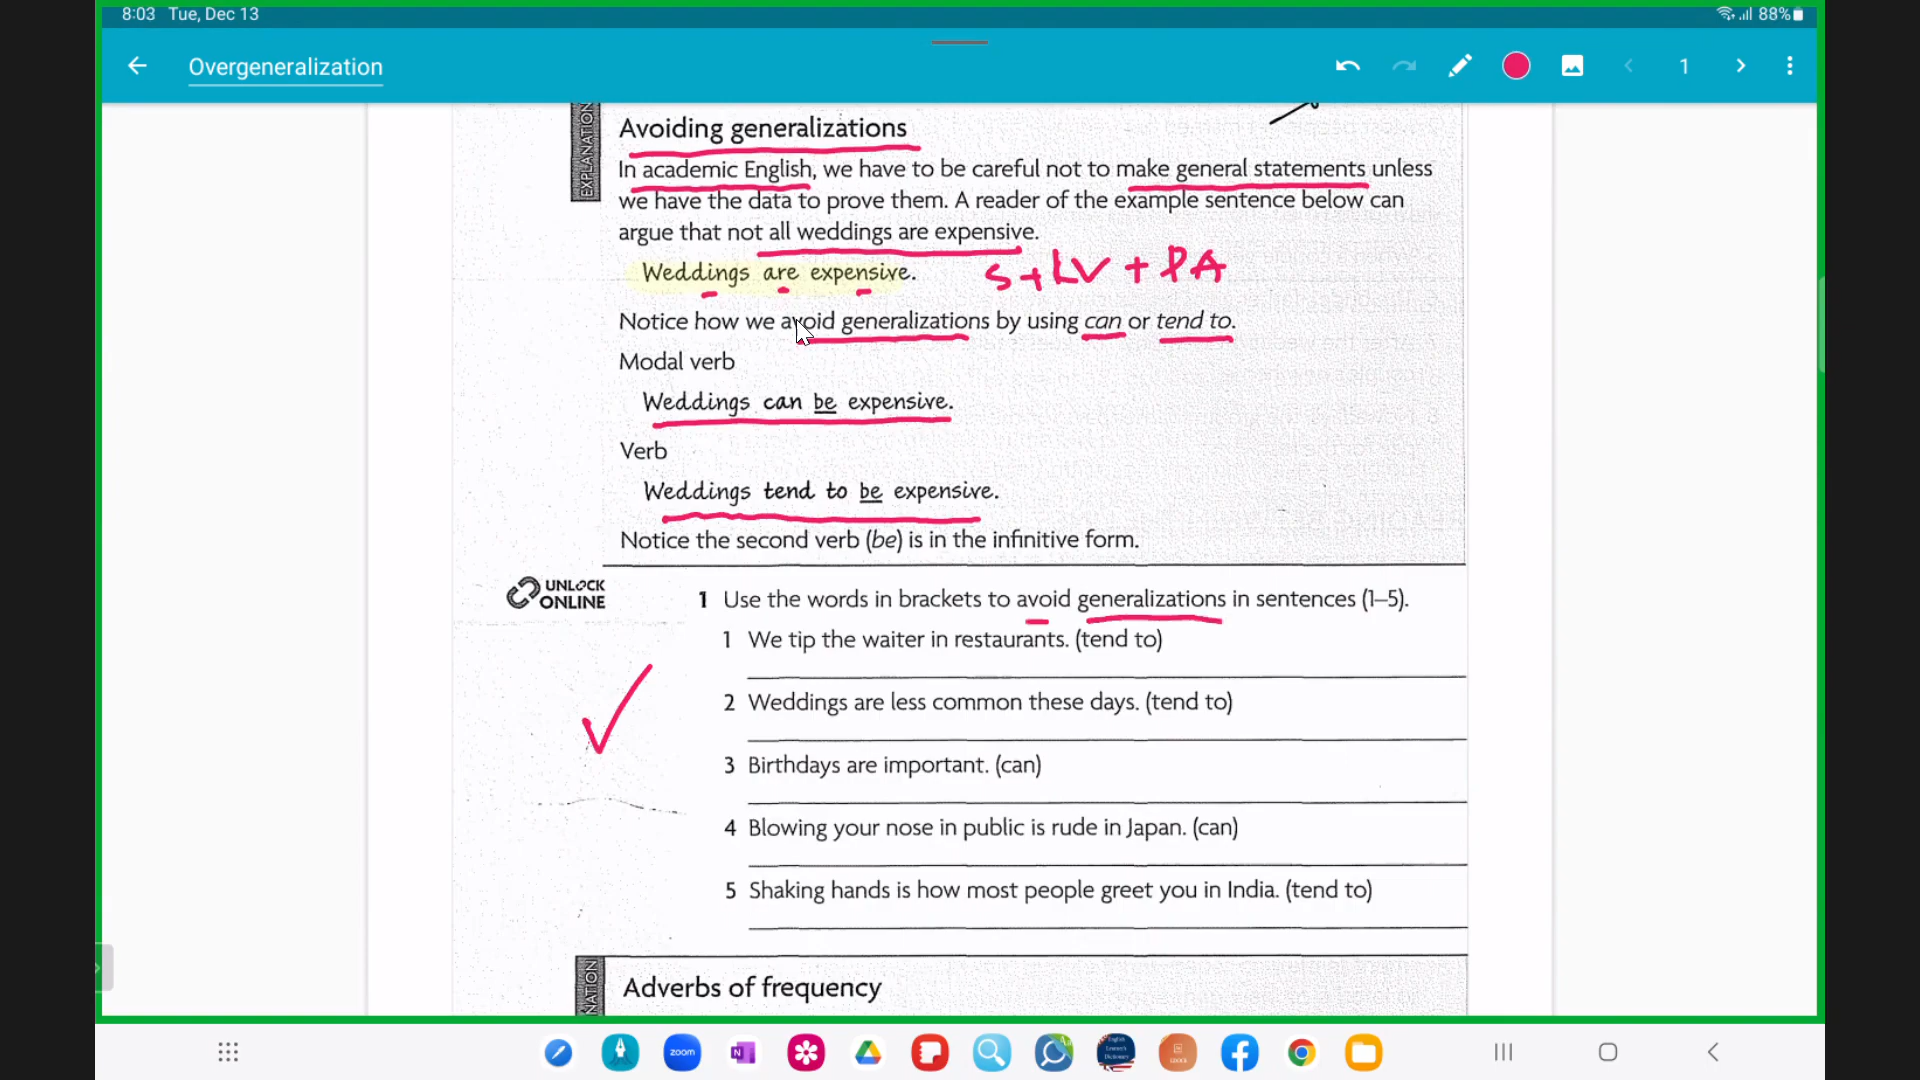 8:03 Tue, Dec 13
88%
Overgeneralization
1
EXPLANATION
Avoiding generalizations
In academic English, we have to be careful not to make general statements unless
we have the data to prove them. A reader of the example sentence below can
argue that not all weddings are expensive.
Weddings are expensive.
S+LV+PA
Notice how we avoid generalizations by using can or tend to.
Modal verb
Weddings can be expensive.
Verb
Weddings tend to be expensive.
Notice the second verb (be) is in the infinitive form.
UNLOCK
ONLINE
1 Use the words in brackets to avoid generalizations in sentences (1–5).
1 We tip the waiter in restaurants. (tend to)
2 Weddings are less common these days. (tend to)
3 Birthdays are important. (can)
4 Blowing your nose in public is rude in Japan. (can)
5 Shaking hands is how most people greet you in India. (tend to)
NATION
Adverbs of frequency
zoom
N